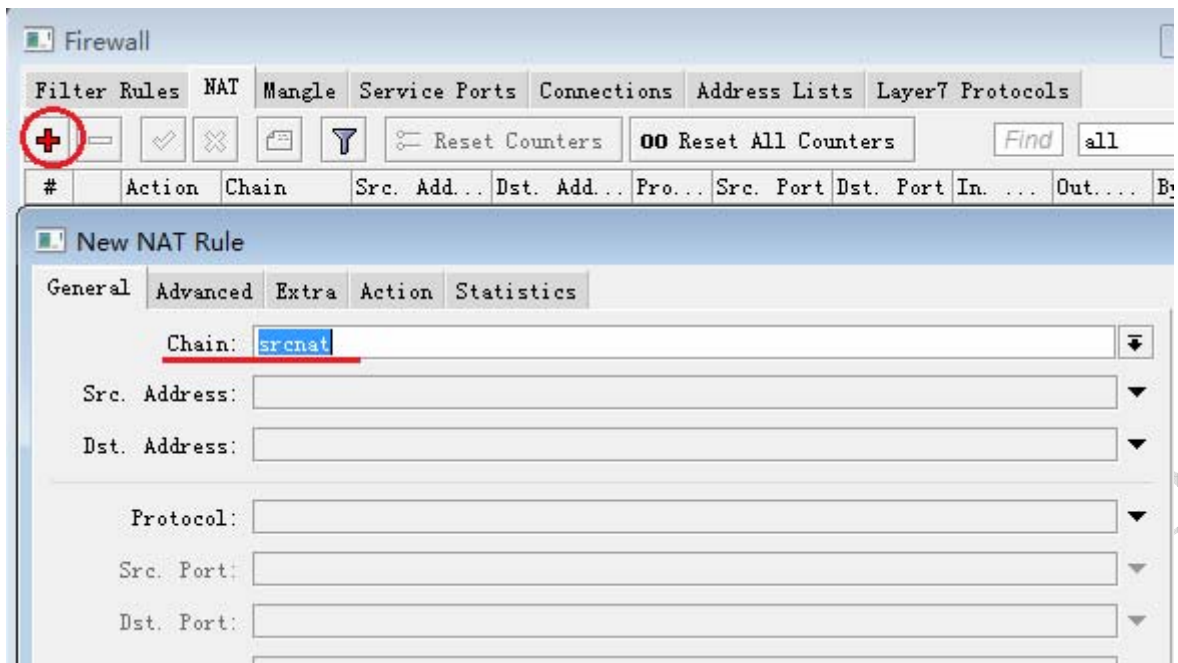 Firewall
Filter Rules NAT Mangle Service Ports Connections Address Lists Layer7 Protocols
Reset Counters 00 Reset All Counters Find all
# Action Chain Src. Add... Dst. Add... Pro... Src. Port Dst. Port In. ... Out.... By
New NAT Rule
General Advanced Extra Action Statistics
Chain: srcnat
Src. Address:
Dst. Address:
Protocol:
Src. Port:
Dst. Port: